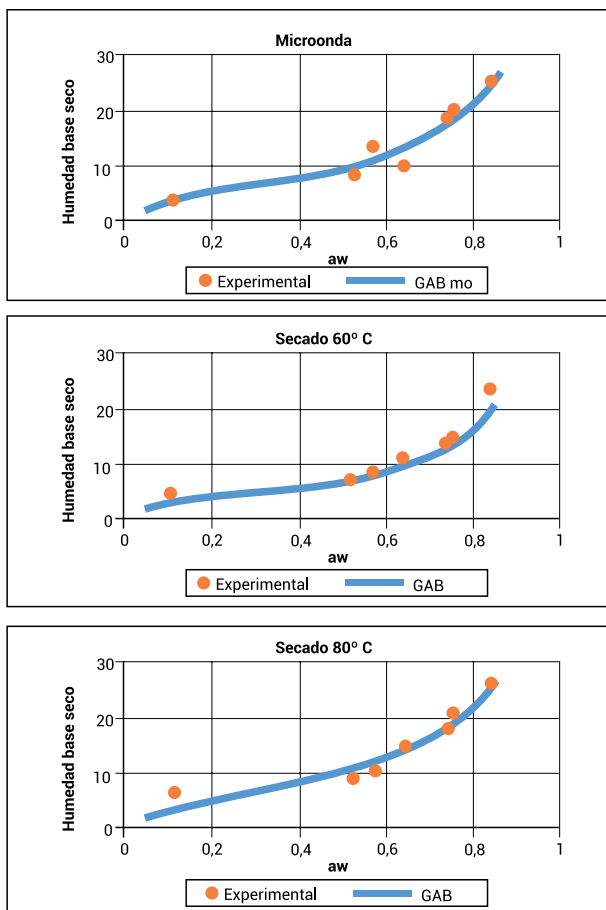 Microonda
Humedad base seco
30
20
10
0
0 0,2 0,4 0,6 0,8 1
aw
Experimental GAB mo
Secado 60º C
Humedad base seco
30
20
10
0
0 0,2 0,4 0,6 0,8 1
aw
Experimental GAB
Secado 80º C
Humedad base seco
30
20
10
0
0 0,2 0,4 0,6 0,8 1
aw
Experimental GAB